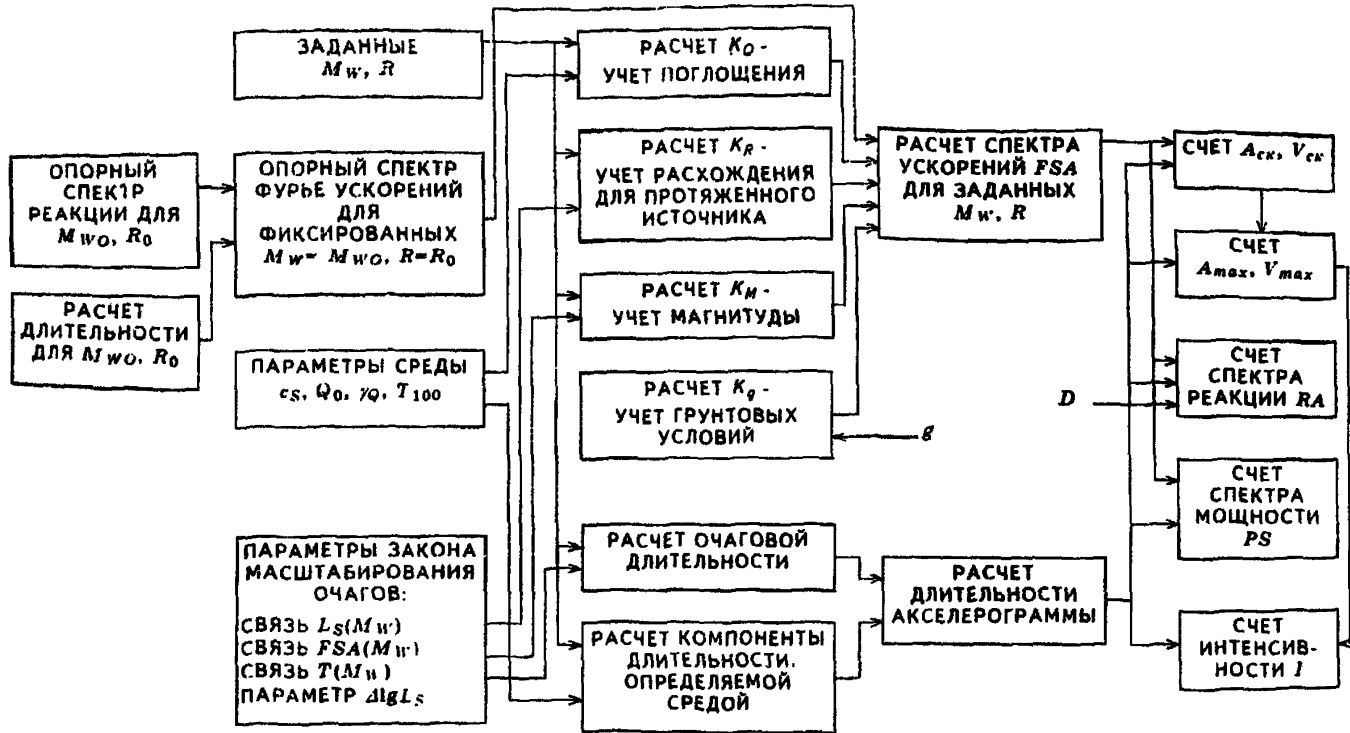 ЗАДАННЫЕ
M_W, R
ОПОРНЫЙ
СПЕКТР
РЕАКЦИИ ДЛЯ
M_WO, R_0
РАСЧЕТ
ДЛИТЕЛЬНОСТИ
ДЛЯ M_WO, R_0
ОПОРНЫЙ СПЕКТР
ФУРЬЕ УСКОРЕНИЙ
ДЛЯ
ФИКСИРОВАННЫХ
M_W= M_WO, R=R_0
ПАРАМЕТРЫ СРЕДЫ
c_S, Q_0, γ_Q, T_100
ПАРАМЕТРЫ ЗАКОНА
МАСШТАБИРОВАНИЯ
ОЧАГОВ:
СВЯЗЬ L_S(M_W)
СВЯЗЬ FSA(M_W)
СВЯЗЬ T(M_W)
ПАРАМЕТР ΔlgL_S
РАСЧЕТ K_O -
УЧЕТ ПОГЛОЩЕНИЯ
РАСЧЕТ K_R -
УЧЕТ РАСХОЖДЕНИЯ
ДЛЯ ПРОТЯЖЕННОГО
ИСТОЧНИКА
РАСЧЕТ K_M -
УЧЕТ МАГНИТУДЫ
РАСЧЕТ K_g -
УЧЕТ ГРУНТОВЫХ
УСЛОВИЙ
g
РАСЧЕТ ОЧАГОВОЙ
ДЛИТЕЛЬНОСТИ
РАСЧЕТ КОМПОНЕНТЫ
ДЛИТЕЛЬНОСТИ.
ОПРЕДЕЛЯЕМОЙ
СРЕДОЙ
РАСЧЕТ СПЕКТРА
УСКОРЕНИЙ FSA
ДЛЯ ЗАДАННЫХ
M_W, R
РАСЧЕТ
ДЛИТЕЛЬНОСТИ
АКСЕЛЕРОГРАММЫ
СЧЕТ A_ск, V_ск
СЧЕТ
A_max, V_max
СЧЕТ
СПЕКТРА
РЕАКЦИИ RA
D
СЧЕТ
СПЕКТРА
МОЩНОСТИ
PS
СЧЕТ
ИНТЕНСИВ-
НОСТИ I